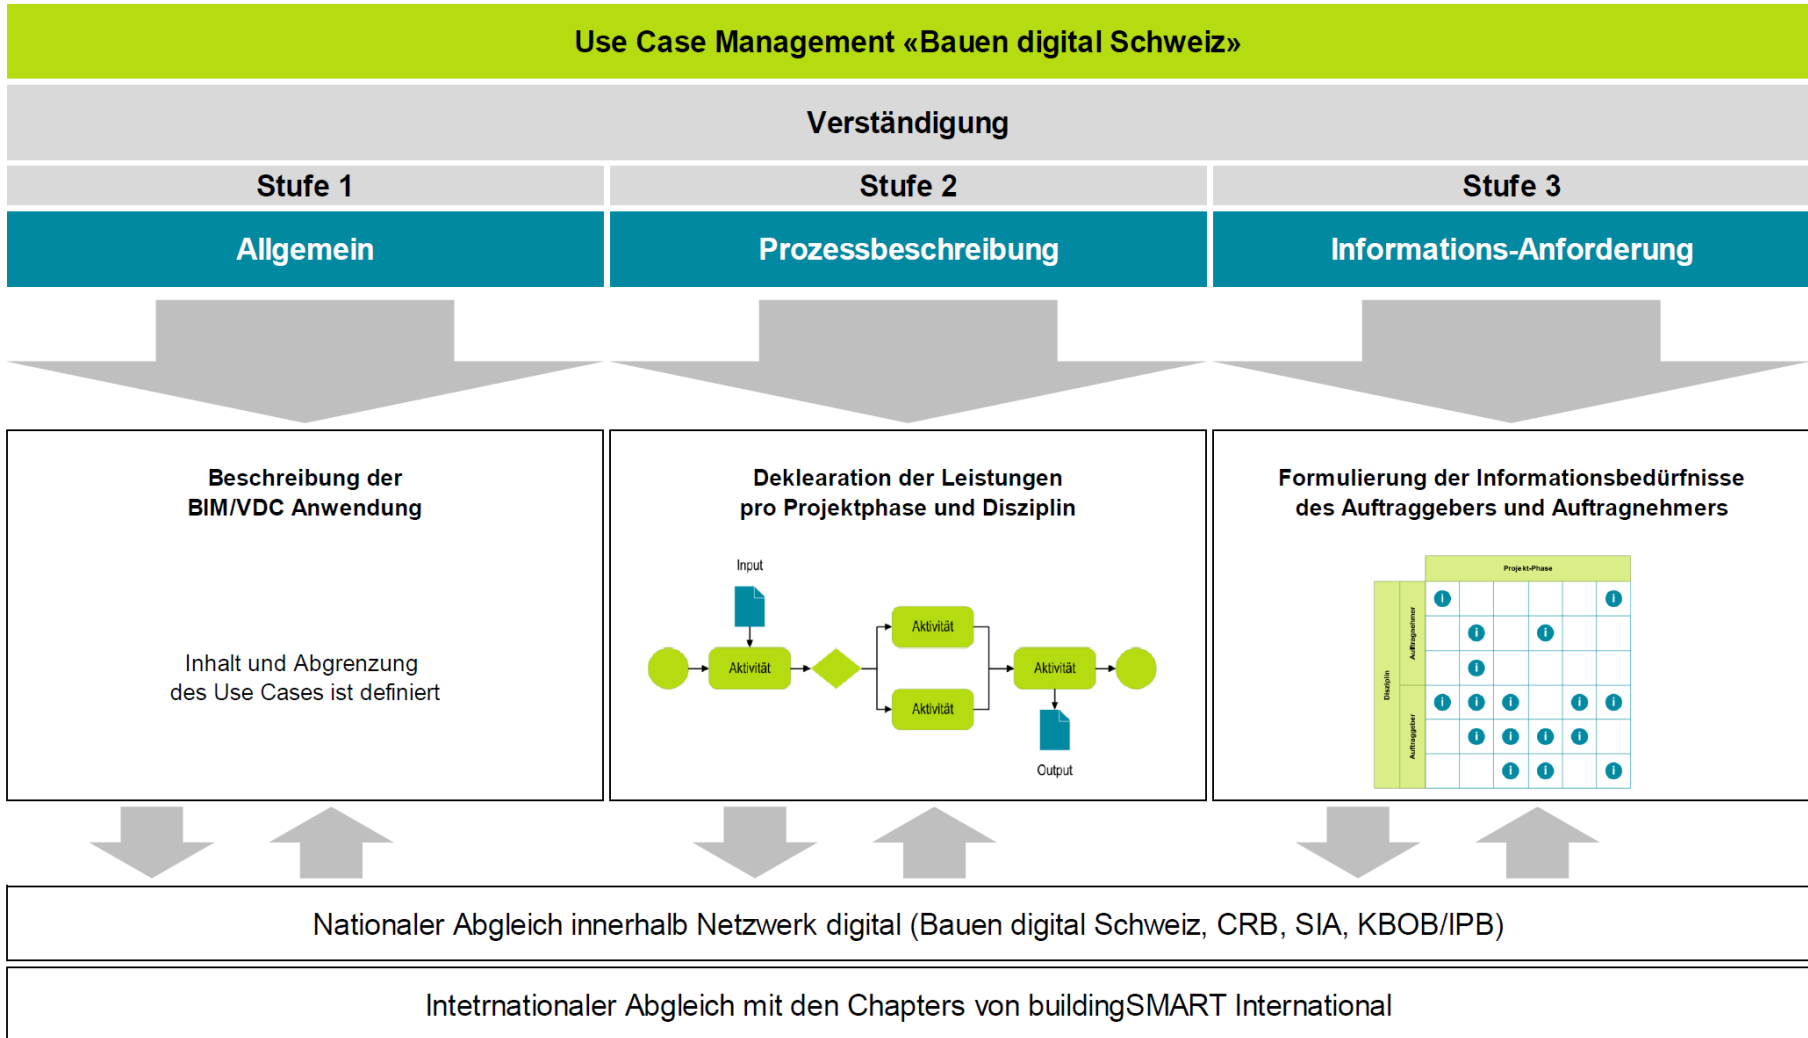 Use Case Management «Bauen digital Schweiz»
Verständigung
Stufe 1
Stufe 2
Stufe 3
Allgemein
Prozessbeschreibung
Informations-Anforderung
Beschreibung der
BIM/VDC Anwendung
Inhalt und Abgrenzung
des Use Cases ist definiert
Deklearation der Leistungen
pro Projektphase und Disziplin
Input
Aktivität
Aktivität
Aktivität
Aktivität
Output
Formulierung der Informationsbedürfnisse
des Auftraggebers und Auftragnehmers
Projekt-Phase
Disziplin
Auftragnehmer
Auftraggeber
i i
i i
i
i i i i i
i i i i
i i i
Nationaler Abgleich innerhalb Netzwerk digital (Bauen digital Schweiz, CRB, SIA, KBOB/IPB)
Intetrnationaler Abgleich mit den Chapters von buildingSMART International